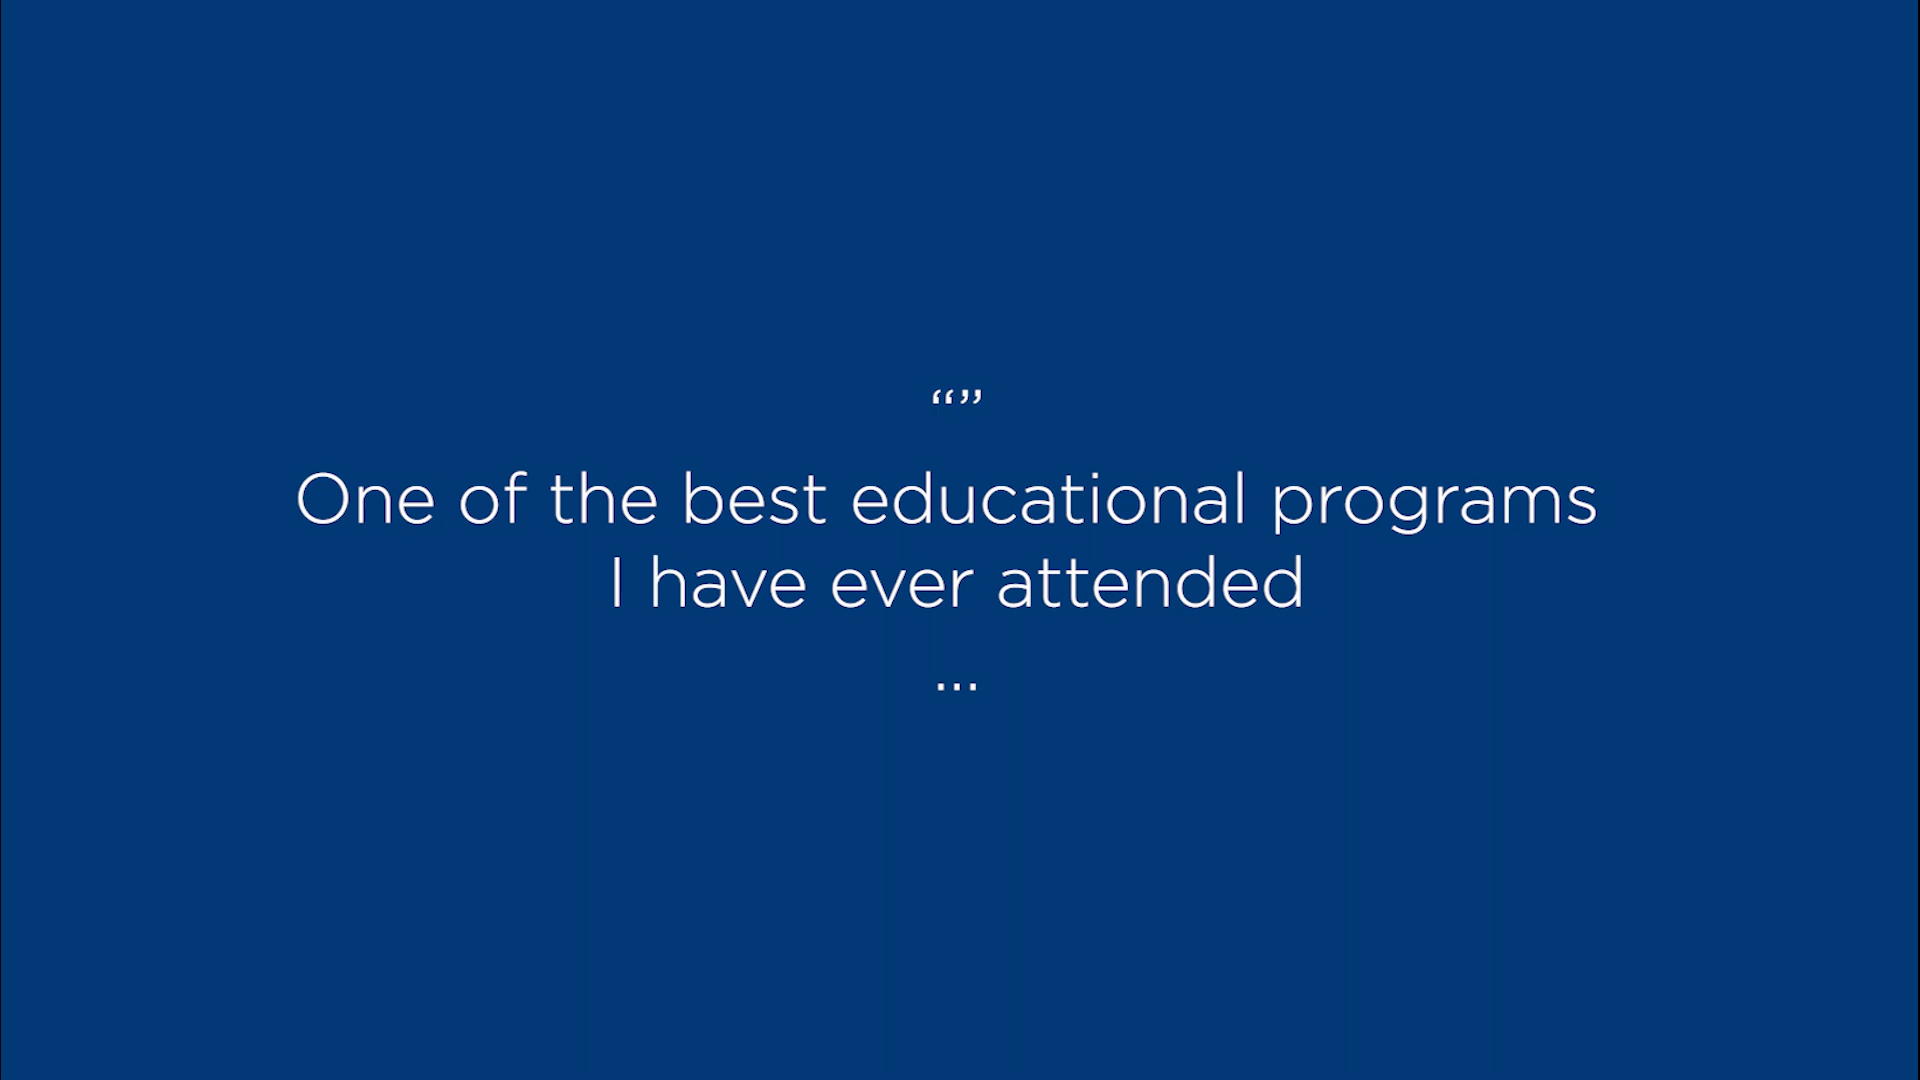 “”
One of the best educational programs
I have ever attended
...